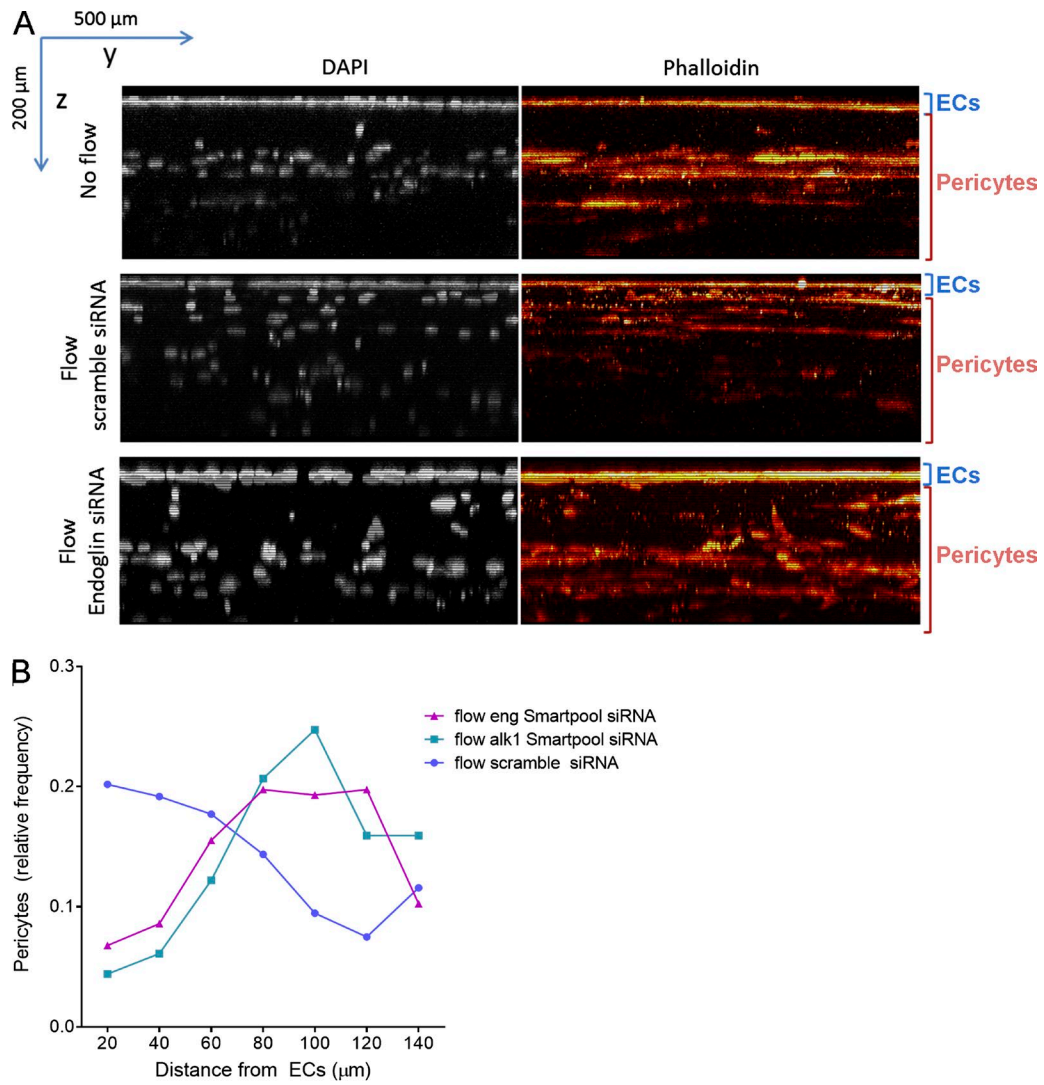 A
500 µm
y
200 µm
z
DAPI
Phalloidin
No flow
ECs
Pericytes
Flow
scramble siRNA
ECs
Pericytes
Flow
Endoglin siRNA
ECs
Pericytes
B
Pericytes (relative frequency)
0.3
0.2
0.1
0.0
20 40 60 80 100 120 140
Distance from ECs (µm)
flow eng Smartpool siRNA
flow alk1 Smartpool siRNA
flow scramble siRNA